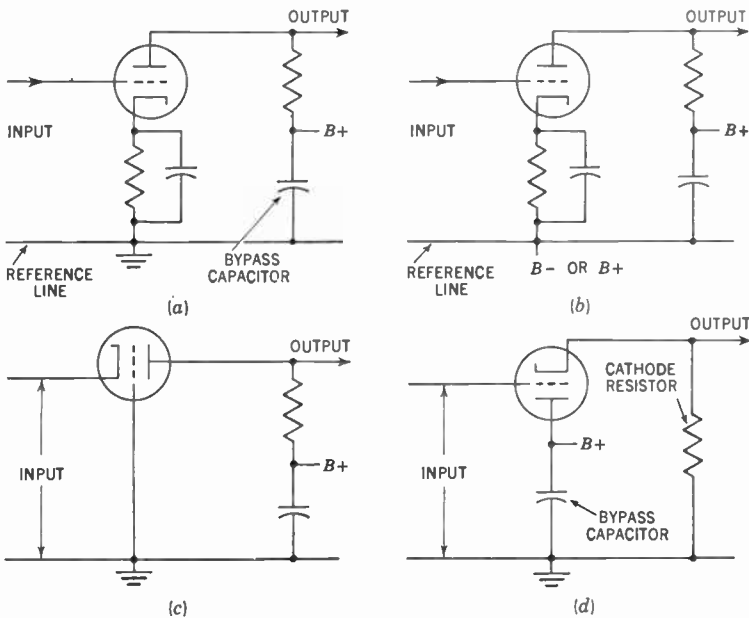 OUTPUT
INPUT
B+
REFERENCE
LINE
BYPASS
CAPACITOR
(a)
OUTPUT
INPUT
B+
REFERENCE
LINE
B- OR B+
(b)
OUTPUT
INPUT
B+
(c)
OUTPUT
CATHODE
RESISTOR
INPUT
B+
BYPASS
CAPACITOR
(d)